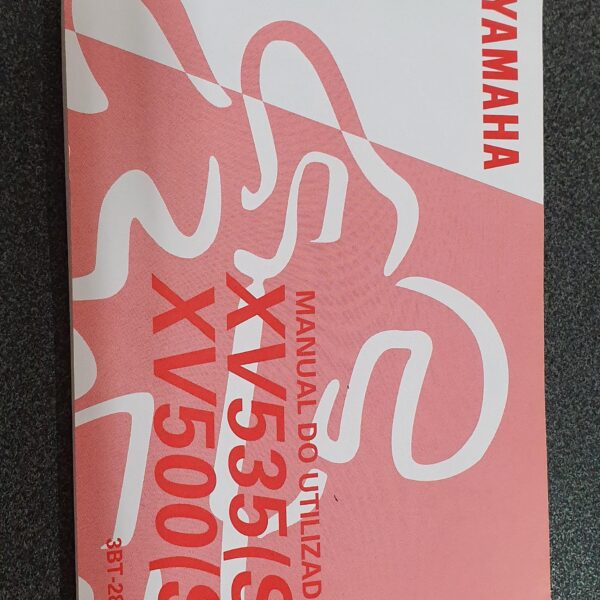 YAMAHA
MANUAL DO UTILIZAD
XV535(S
XV500(S
3BT-28